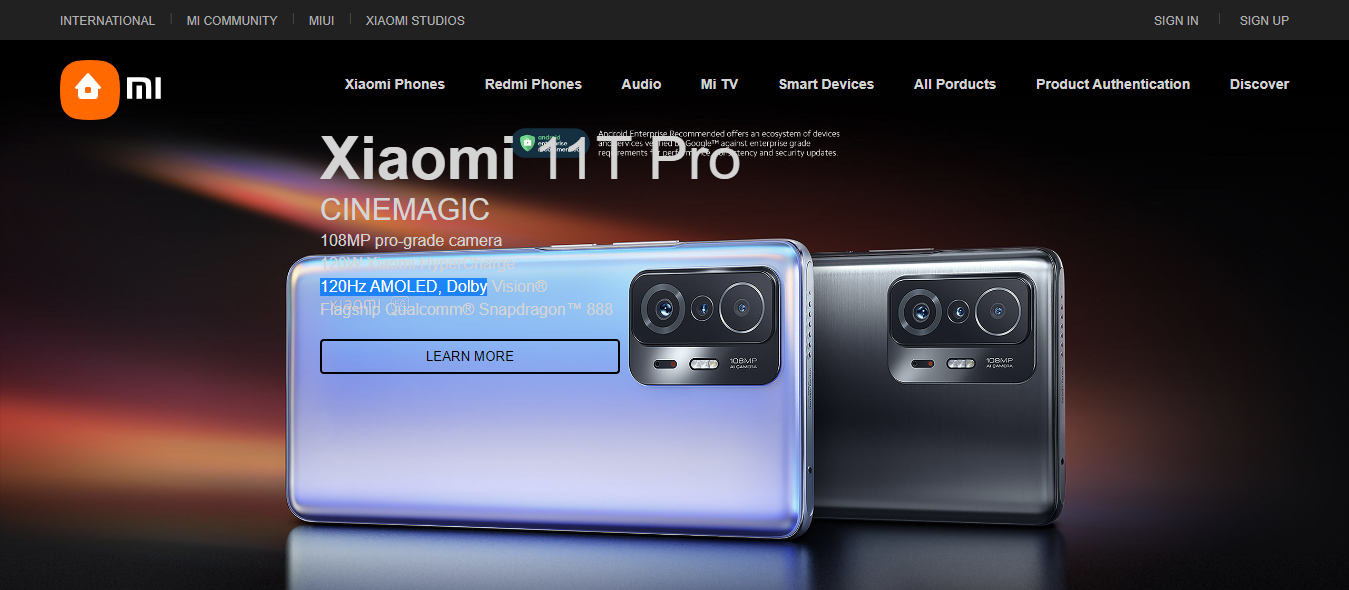 INTERNATIONAL MI COMMUNITY MIUI XIAOMI STUDIOS SIGN IN SIGN UP
mi
Xiaomi Phones Redmi Phones Audio Mi TV Smart Devices All Porducts Product Authentication Discover
Xiaomi 11T Pro
android enterprise recommended
Android Enterprise Recommended offers an ecosystem of devices
and services verified by Google™ against enterprise grade
requirements for performance, consistency and security updates.
CINEMAGIC
108MP pro-grade camera
120W Xiaomi HyperCharge
120Hz AMOLED, Dolby Vision®
xiaomi 5G
Flagship Qualcomm® Snapdragon™ 888
LEARN MORE
108MP
AI CAMERA
108MP
AI CAMERA